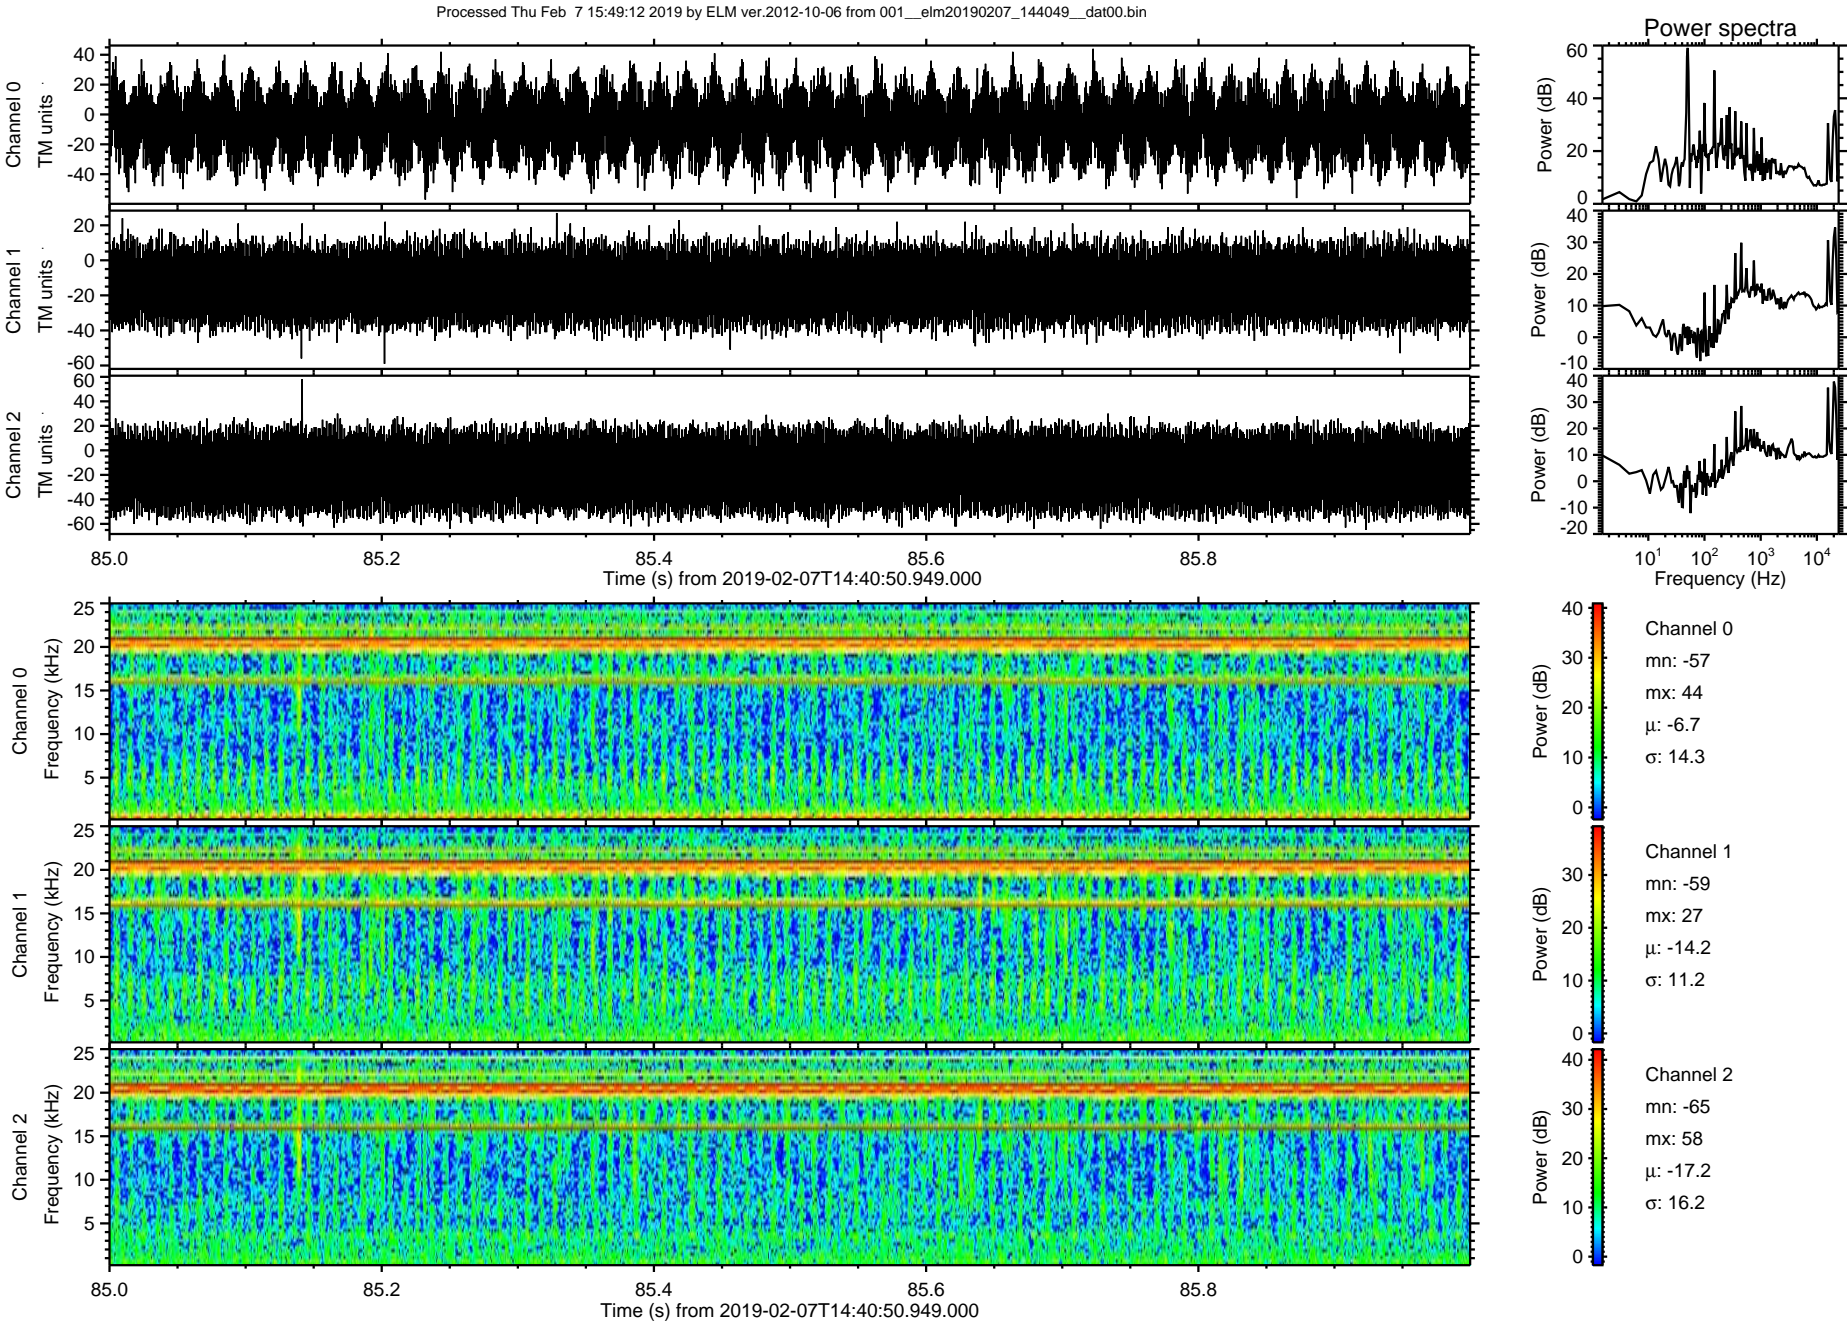 Processed Thu Feb 7 15:49:12 2019 by ELM ver.2012-10-06 from 001__elm20190207_144049__dat00.bin
Power spectra
Channel 0
TM units
40
20
0
-20
-40
Power (dB)
60
40
20
0
Channel 1
TM units
20
0
-20
-40
-60
Power (dB)
40
30
20
10
0
-10
Channel 2
TM units
60
40
20
0
-20
-40
-60
Power (dB)
40
30
20
10
0
-10
-20
85.0 85.2 85.4 85.6 85.8
Time (s) from 2019-02-07T14:40:50.949.000
10^1 10^2 10^3 10^4
Frequency (Hz)
Channel 0
Frequency (kHz)
25
20
15
10
5
Power (dB)
40
30
20
10
0
Channel 0
mn: -57
mx: 44
μ: -6.7
σ: 14.3
Channel 1
Frequency (kHz)
25
20
15
10
5
Power (dB)
30
20
10
0
Channel 1
mn: -59
mx: 27
μ: -14.2
σ: 11.2
Channel 2
Frequency (kHz)
25
20
15
10
5
Power (dB)
40
30
20
10
0
Channel 2
mn: -65
mx: 58
μ: -17.2
σ: 16.2
85.0 85.2 85.4 85.6 85.8
Time (s) from 2019-02-07T14:40:50.949.000